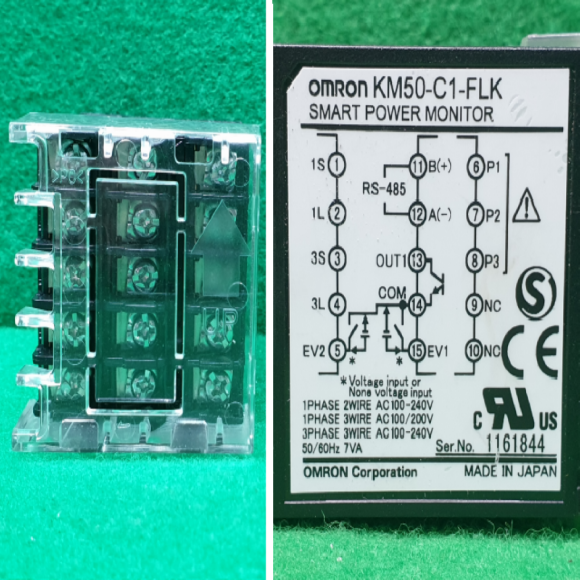 UP
OMRON KM50-C1-FLK
SMART POWER MONITOR
1S 1 11 B(+) 6 P1
RS-485
1L 2 12 A(-) 7 P2
3S 3 OUT1 13 8 P3
COM
3L 4 14 9 NC
EV2 5 15 EV1 10 NC
* *
*Voltage input or
None voltage input
1PHASE 2WIRE AC100-240V
1PHASE 3WIRE AC100/200V
3PHASE 3WIRE AC100-240V
50/60Hz 7VA
S
CE
C UR US
Ser.No. 1161844
OMRON Corporation MADE IN JAPAN